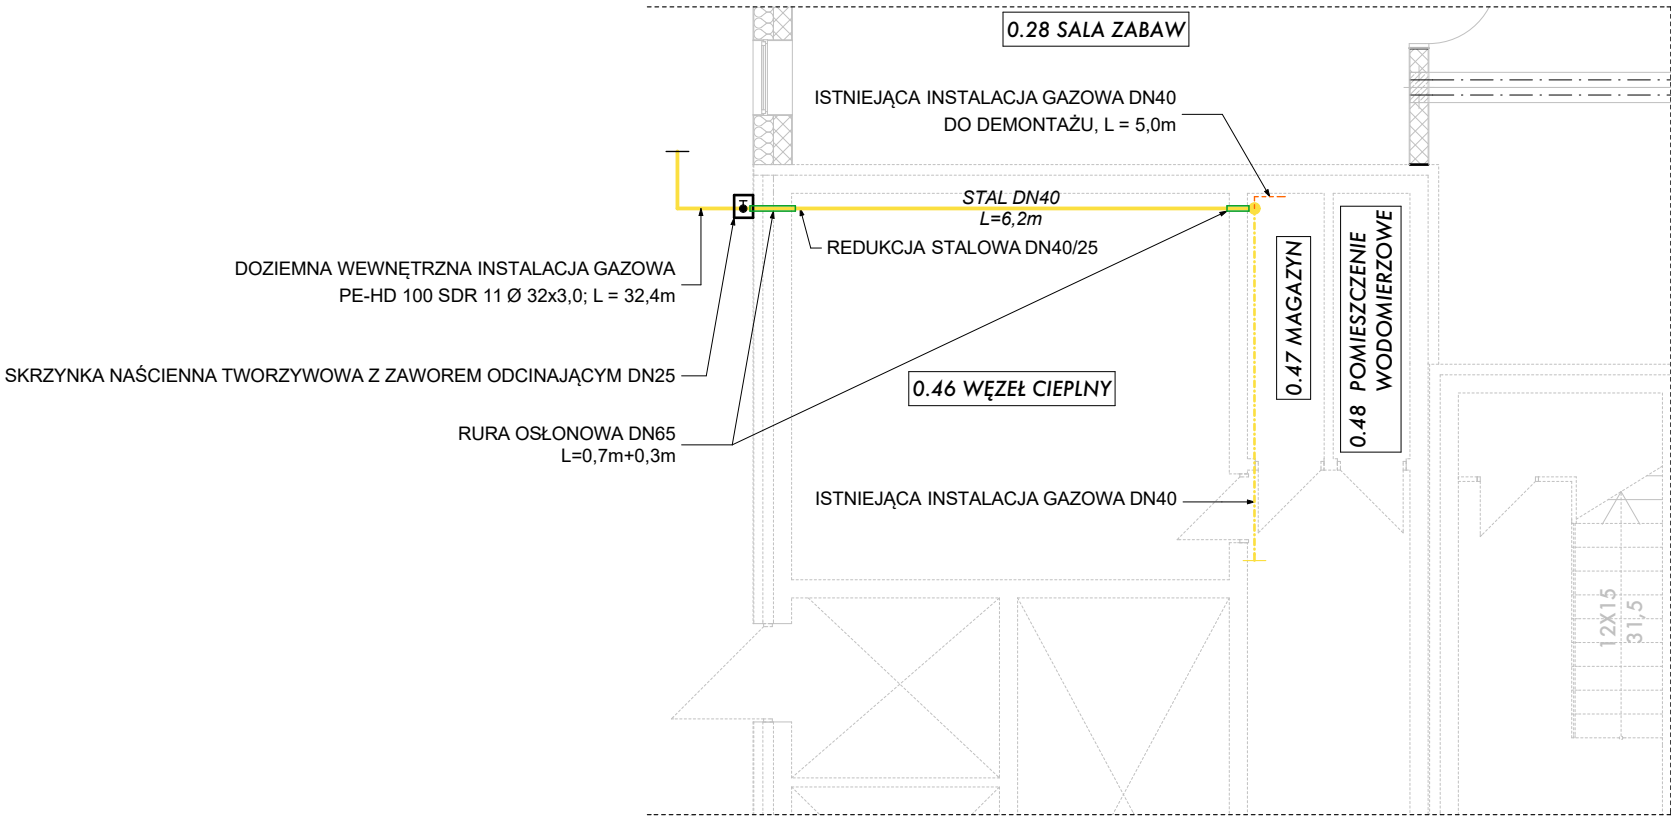 0.28 SALA ZABAW
ISTNIEJĄCA INSTALACJA GAZOWA DN40
DO DEMONTAŻU, L = 5,0m
STAL DN40
L=6,2m
REDUKCJA STALOWA DN40/25
DOZIEMNA WEWNĘTRZNA INSTALACJA GAZOWA
PE-HD 100 SDR 11 Ø 32x3,0; L = 32,4m
SKRZYNKA NAŚCIENNA TWORZYWOWA Z ZAWOREM ODCINAJĄCYM DN25
RURA OSŁONOWA DN65
L=0,7m+0,3m
0.46 WĘZEŁ CIEPLNY
0.47 MAGAZYN
0.48 POMIESZCZENIE
WODOMIERZOWE
ISTNIEJĄCA INSTALACJA GAZOWA DN40
12X15
31,5